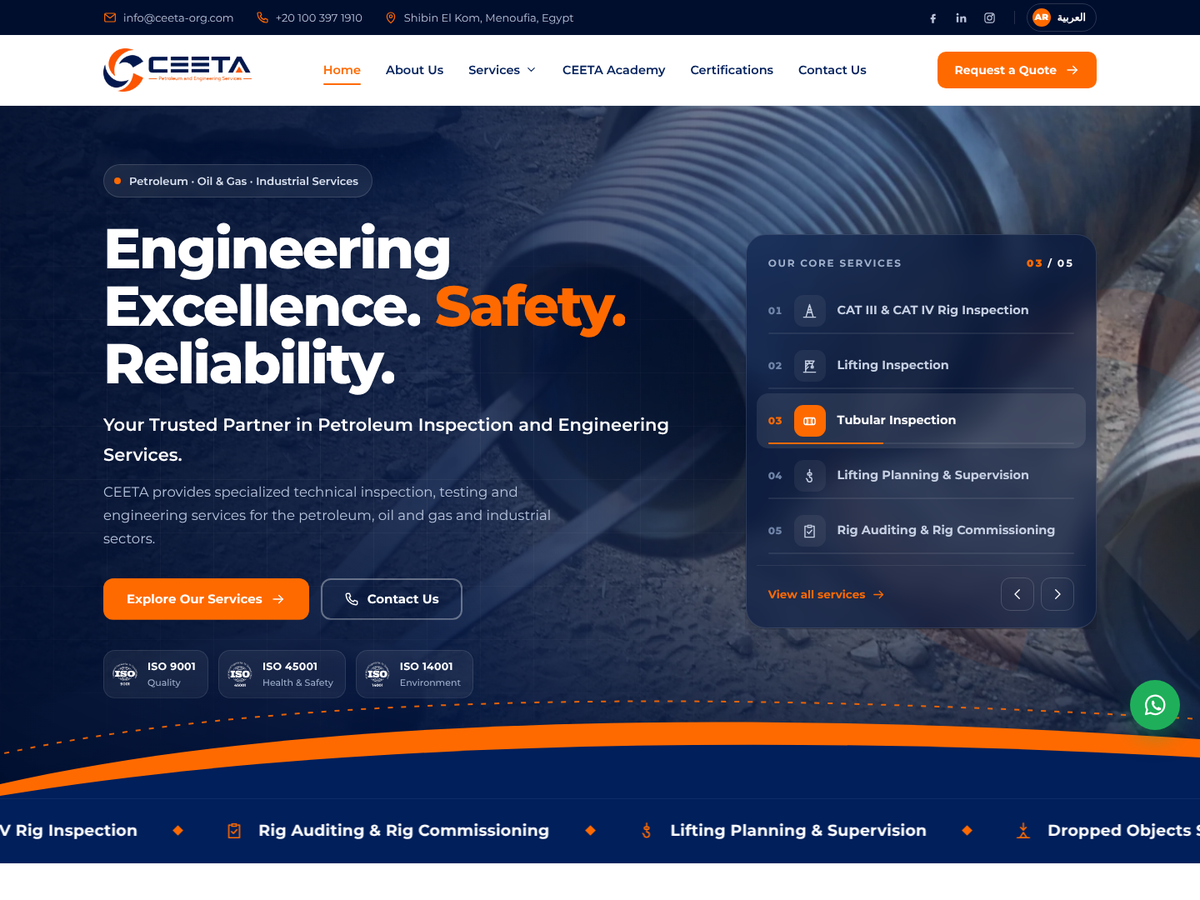 info@ceeta-org.com
+20 100 397 1910
Shibin El Kom, Menoufia, Egypt
AR العربية
CEETA
Petroleum and Engineering Services
Home
About Us
Services
CEETA Academy
Certifications
Contact Us
Request a Quote
Petroleum · Oil & Gas · Industrial Services
Engineering
Excellence. Safety.
Reliability.
Your Trusted Partner in Petroleum Inspection and Engineering
Services.
CEETA provides specialized technical inspection, testing and
engineering services for the petroleum, oil and gas and industrial
sectors.
Explore Our Services
Contact Us
ISO 9001
Quality
ISO 45001
Health & Safety
ISO 14001
Environment
OUR CORE SERVICES
03 / 05
01 CAT III & CAT IV Rig Inspection
02 Lifting Inspection
03 Tubular Inspection
04 Lifting Planning & Supervision
05 Rig Auditing & Rig Commissioning
View all services
V Rig Inspection
Rig Auditing & Rig Commissioning
Lifting Planning & Supervision
Dropped Objects S